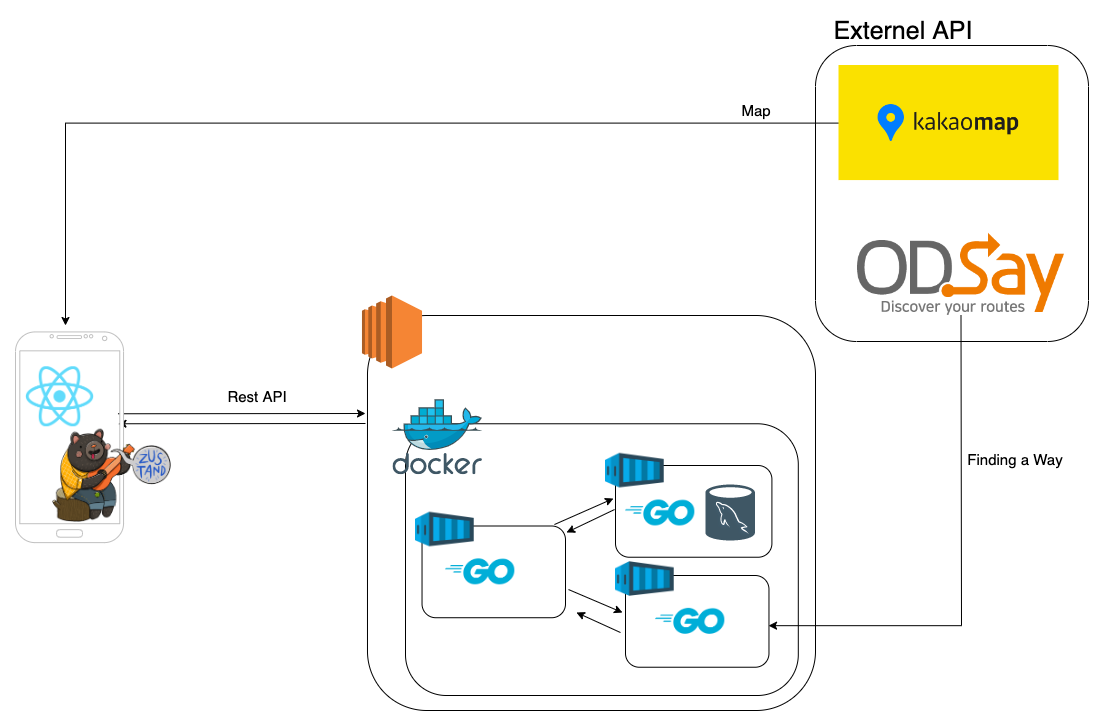 Externel API
Map
kakaomap
ODsay
Discover your routes
Rest API
ZUS
TAND
docker
Finding a Way
GO
GO
GO